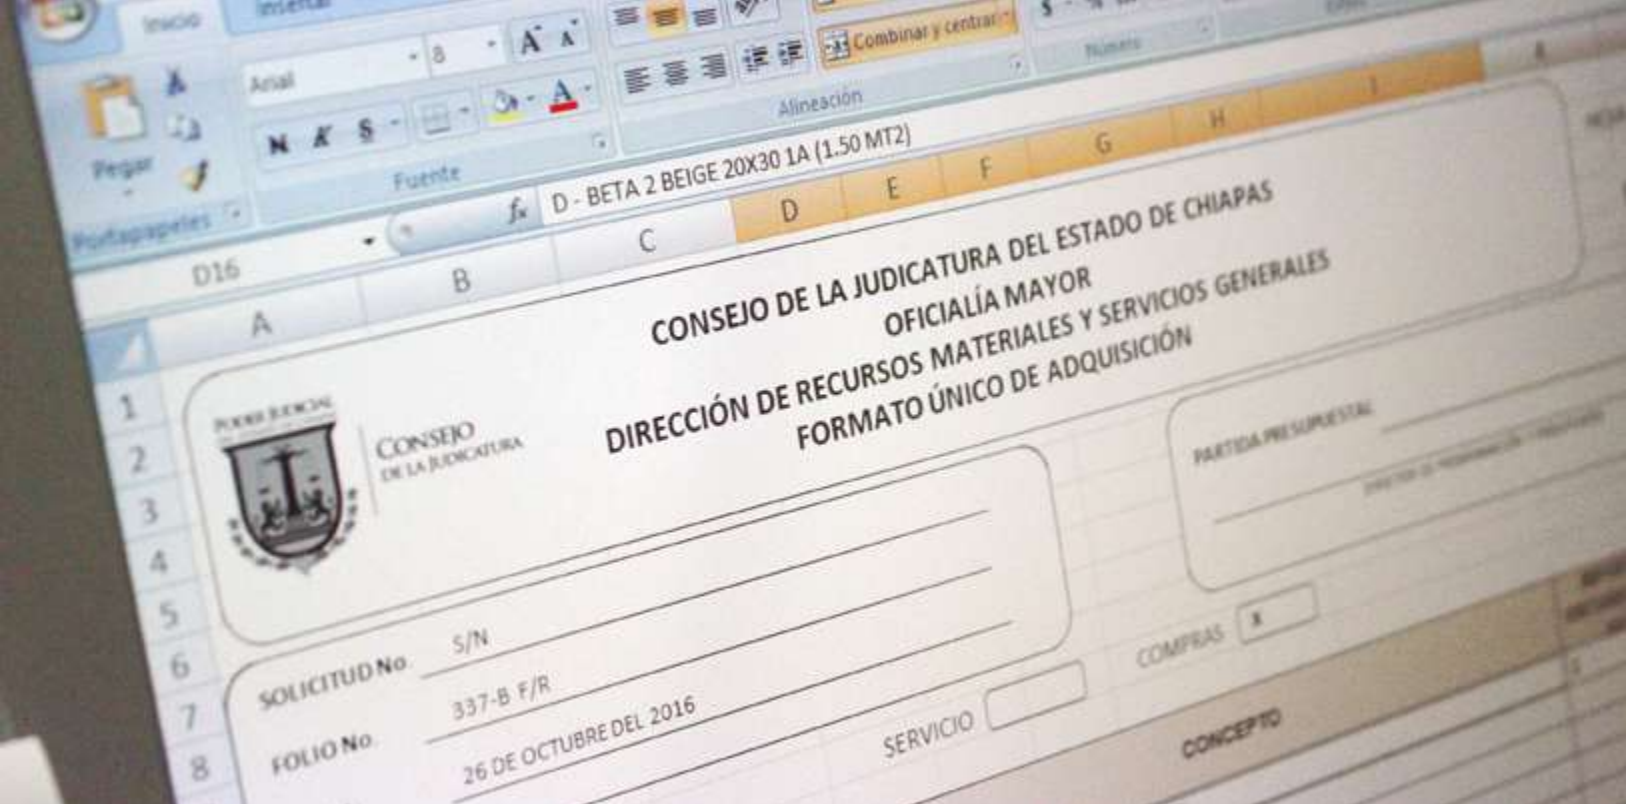 Inicio
Insertar
Arial
8
A A
N K S
A
Pegar
Portapapeles
Fuente
Alineación
Combinar y centrar
$ %
Número
D16
fx D - BETA 2 BEIGE 20X30 1A (1.50 MT2)
A B C D E F G H I
1
2
3
4
5
6
7
8
CONSEJO DE LA JUDICATURA DEL ESTADO DE CHIAPAS
OFICIALÍA MAYOR
DIRECCIÓN DE RECURSOS MATERIALES Y SERVICIOS GENERALES
FORMATO ÚNICO DE ADQUISICIÓN
PODER JUDICIAL
CONSEJO
DE LA JUDICATURA
PARTIDA PRESUPUESTAL
SOLICITUD No. S/N
FOLIO No. 337-B F/R
26 DE OCTUBRE DEL 2016
SERVICIO
COMPRAS X
CONCEPTO